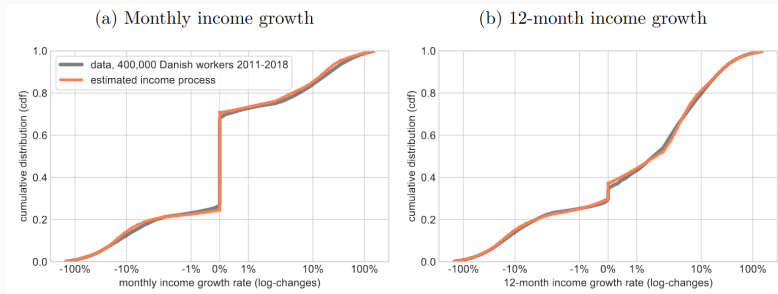 (a) Monthly income growth
1.0
0.8
0.6
0.4
0.2
0.0
cumulative distribution (cdf)
data, 400,000 Danish workers 2011-2018
estimated income process
-100% -10% -1% 0% 1% 10% 100%
monthly income growth rate (log-changes)
(b) 12-month income growth
1.0
0.8
0.6
0.4
0.2
0.0
cumulative distribution (cdf)
-100% -10% -1% 0% 1% 10% 100%
12-month income growth rate (log-changes)